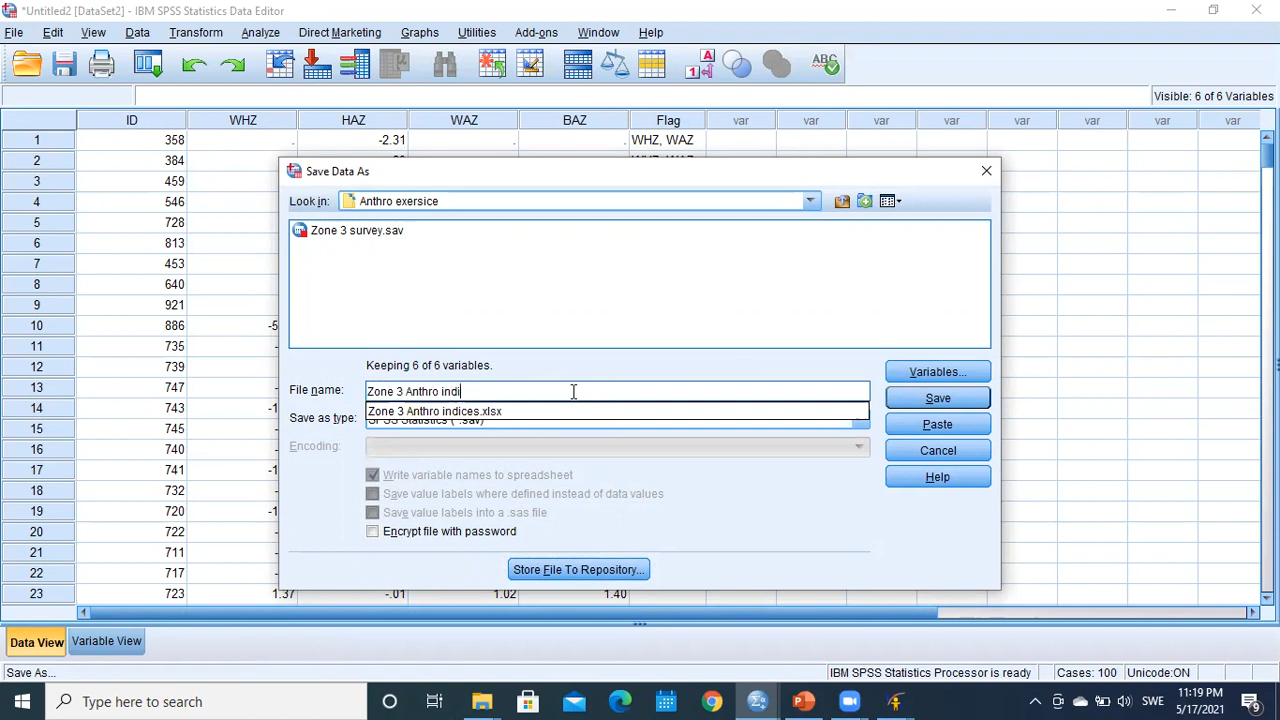 *Untitled2 [DataSet2] - IBM SPSS Statistics Data Editor
File Edit View Data Transform Analyze Direct Marketing Graphs Utilities Add-ons Window Help
Visible: 6 of 6 Variables
ID WHZ HAZ WAZ BAZ Flag var var var var var var var var
1 358 . -2.31 . . WHZ, WAZ
2 384
3 459
4 546
5 728
6 813
7 453
8 640
9 921
10 886 -5
11 735
12 739
13 747
14 743 -1
15 737
17 741 -1
18 732
19 720 -1
20 722
21 711
22 717
23 723 1.37 -.01 1.02 1.40
Save Data As
Look in: Anthro exersice
Zone 3 survey.sav
Keeping 6 of 6 variables.
File name: Zone 3 Anthro indi
Zone 3 Anthro indices.xlsx
Save as type: SPSS Statistics (*.sav)
Encoding:
Write variable names to spreadsheet
Save value labels where defined instead of data values
Save value labels into a .sas file
Encrypt file with password
Variables...
Save
Paste
Cancel
Help
Store File To Repository...
Data View Variable View
Save As... IBM SPSS Statistics Processor is ready Cases: 100 Unicode:ON
Type here to search
SWE
11:19 PM
5/17/2021
9